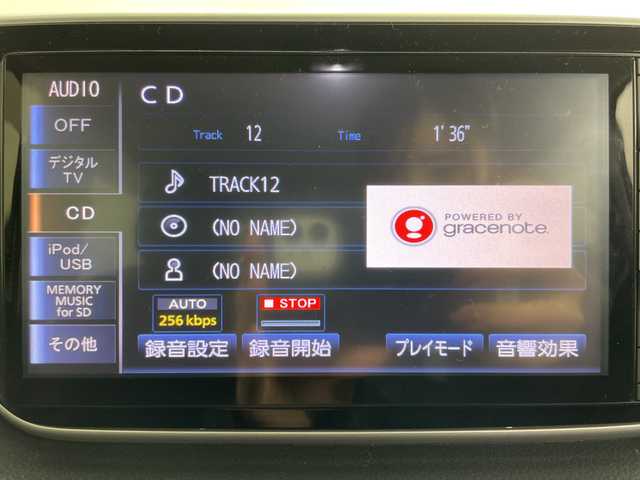 AUDIO
OFF
デジタル
TV
CD
iPod/
USB
MEMORY
MUSIC
for SD
その他
CD
Track 12 Time 1'36"
TRACK12
(NO NAME)
(NO NAME)
POWERED BY
gracenote.
AUTO
256 kbps
STOP
録音設定
録音開始
プレイモード
音響効果